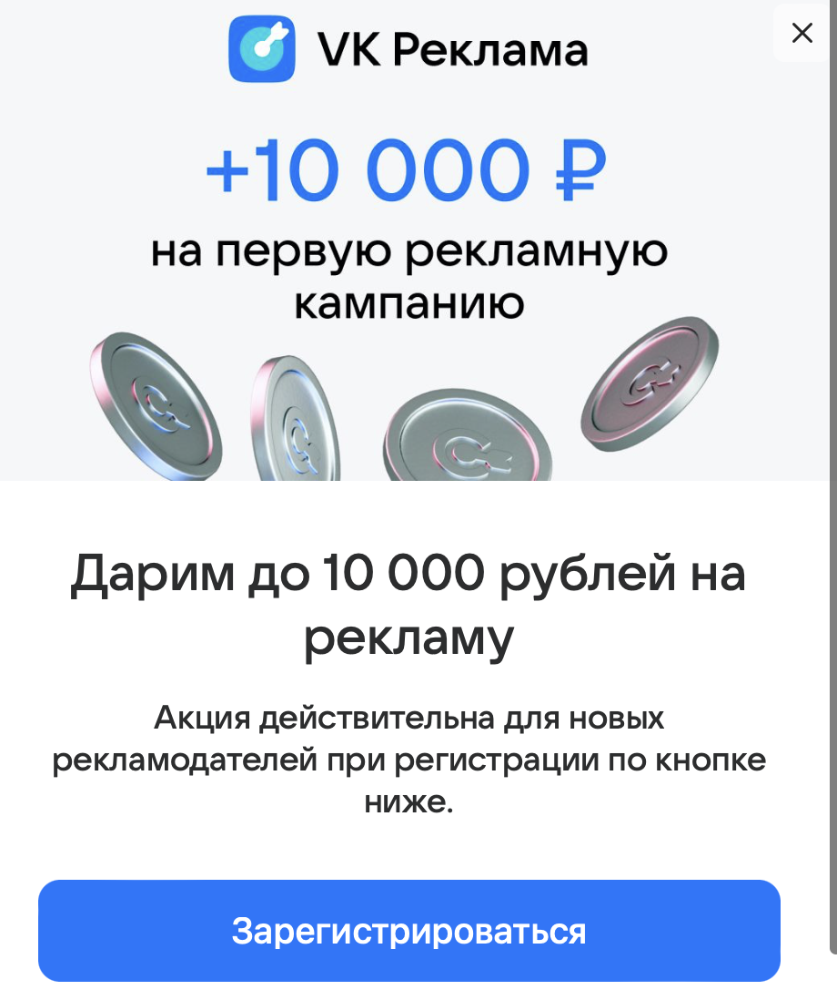 VK Реклама
+10 000 ₽
на первую рекламную
кампанию
Дарим до 10 000 рублей на
рекламу
Акция действительна для новых
рекламодателей при регистрации по кнопке
ниже.
Зарегистрироваться